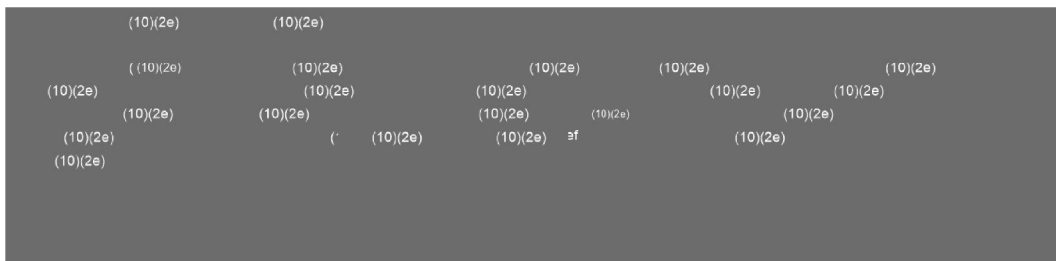 (10)(2e) (10)(2e)
( (10)(2e) (10)(2e) (10)(2e) (10)(2e) (10)(2e)
(10)(2e) (10)(2e) (10)(2e) (10)(2e) (10)(2e)
(10)(2e) (10)(2e) (10)(2e) (10)(2e) (10)(2e)
(10)(2e) ( (10)(2e) (10)(2e) ef (10)(2e)
(10)(2e)